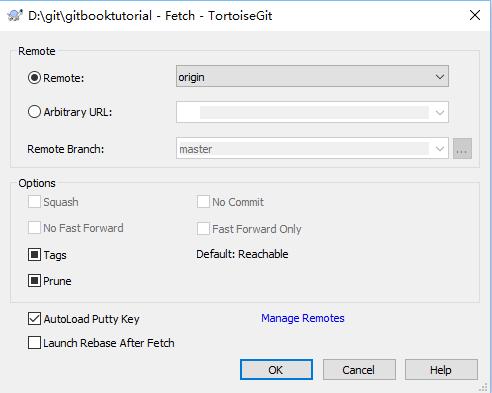 D:\git\gitbooktutorial - Fetch - TortoiseGit
Remote
Remote: origin
Arbitrary URL:
Remote Branch: master ...
Options
Squash No Commit
No Fast Forward Fast Forward Only
Tags Default: Reachable
Prune
AutoLoad Putty Key Manage Remotes
Launch Rebase After Fetch
OK Cancel Help